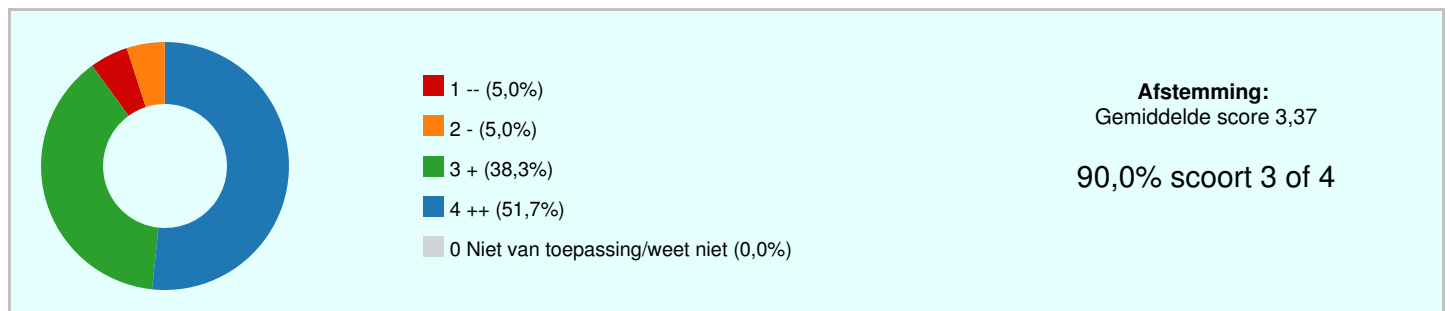 1 -- (5,0%)
2 - (5,0%)
3 + (38,3%)
4 ++ (51,7%)
0 Niet van toepassing/weet niet (0,0%)
Afstemming:
Gemiddelde score 3,37
90,0% scoort 3 of 4